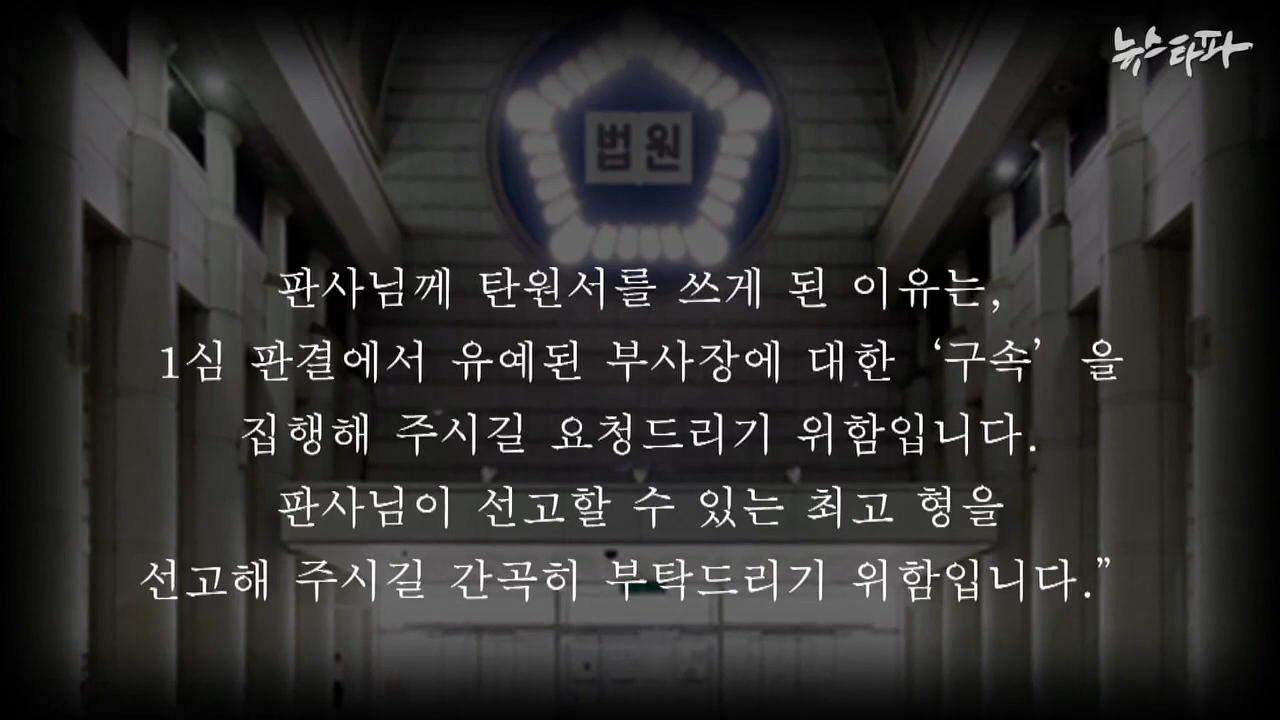 뉴스타파
법원
판사님께 탄원서를 쓰게 된 이유는,
1심 판결에서 유예된 부사장에 대한 ‘구속’ 을
집행해 주시길 요청드리기 위함입니다.
판사님이 선고할 수 있는 최고 형을
선고해 주시길 간곡히 부탁드리기 위함입니다.”